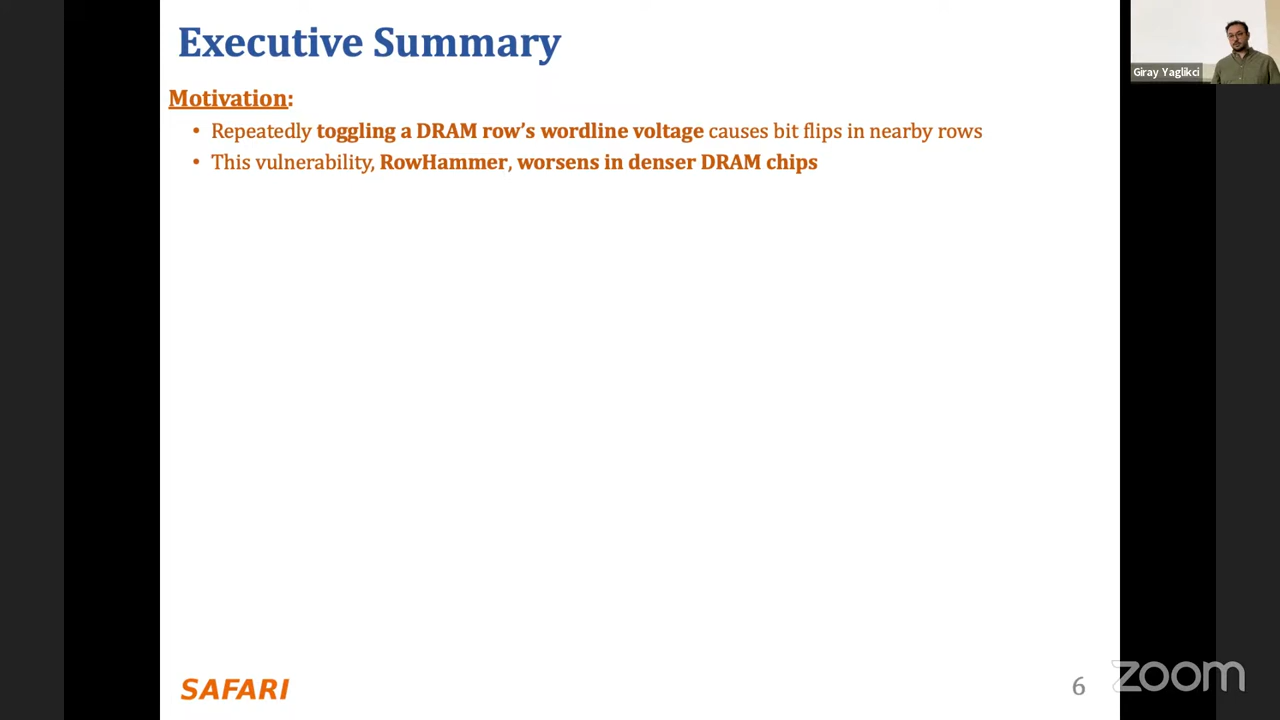 Executive Summary
Giray Yaglikci
Motivation:
• Repeatedly toggling a DRAM row’s wordline voltage causes bit flips in nearby rows
• This vulnerability, RowHammer, worsens in denser DRAM chips
SAFARI
6
zoom